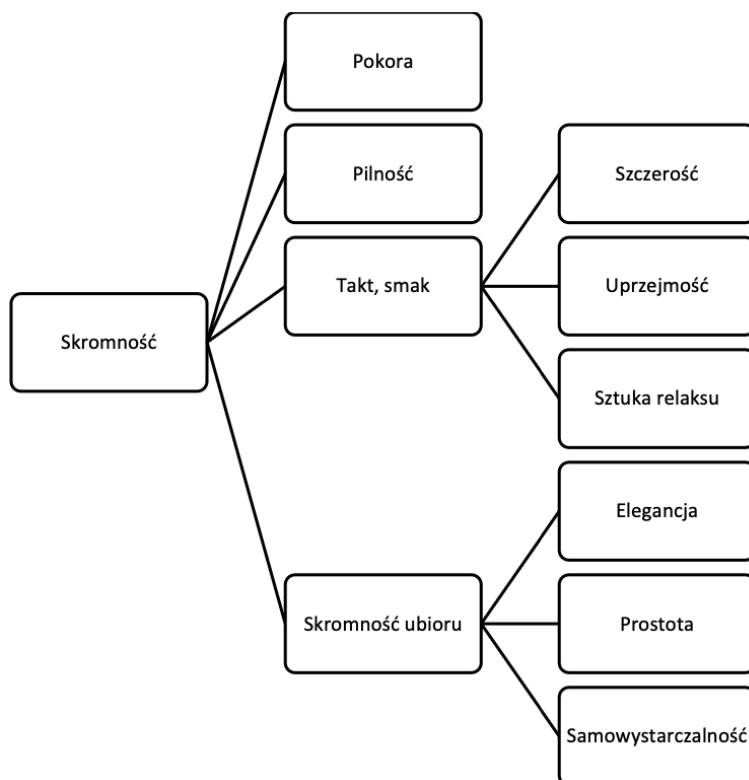 Pokora
Pilność
Szczerość
Takt, smak
Uprzejmość
Skromność
Sztuka relaksu
Elegancja
Skromność ubioru
Prostota
Samowystarczalność